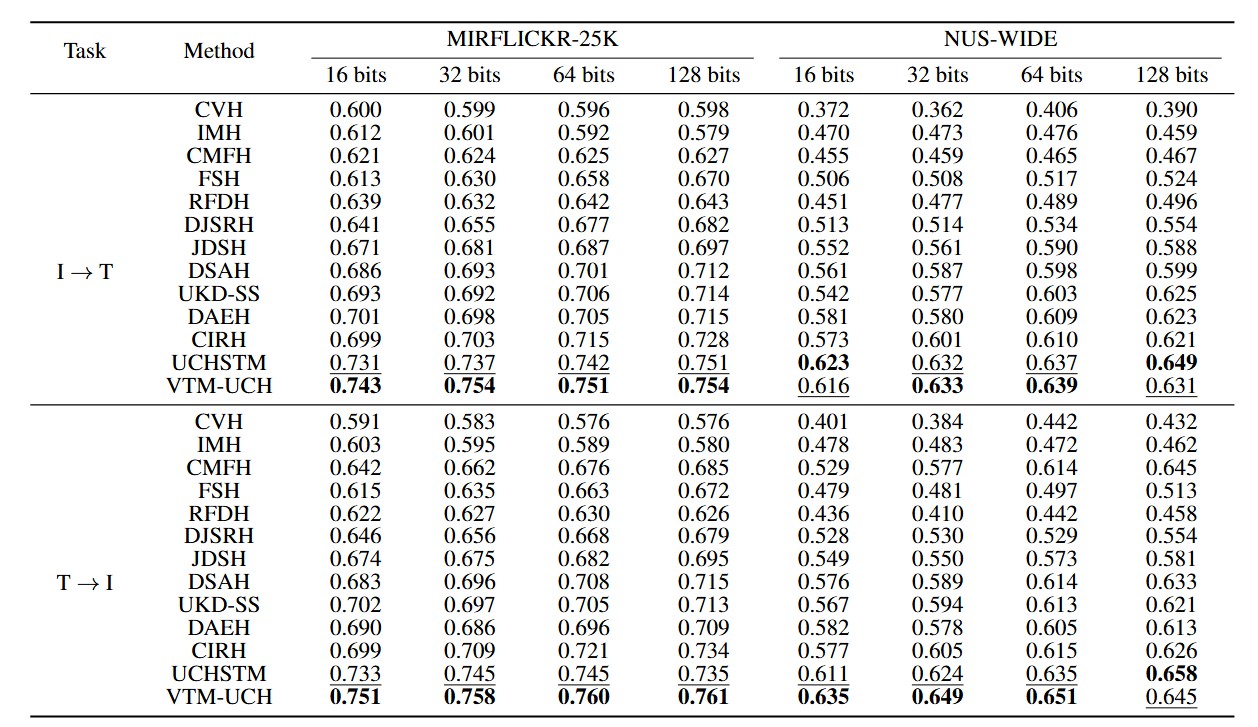 Task Method MIRFLICKR-25K NUS-WIDE
16 bits 32 bits 64 bits 128 bits 16 bits 32 bits 64 bits 128 bits
CVH 0.600 0.599 0.596 0.598 0.372 0.362 0.406 0.390
IMH 0.612 0.601 0.592 0.579 0.470 0.473 0.476 0.459
CMFH 0.621 0.624 0.625 0.627 0.455 0.459 0.465 0.467
FSH 0.613 0.630 0.658 0.670 0.506 0.508 0.517 0.524
RFDH 0.639 0.632 0.642 0.643 0.451 0.477 0.489 0.496
DJSRH 0.641 0.655 0.677 0.682 0.513 0.514 0.534 0.554
JDSH 0.671 0.681 0.687 0.697 0.552 0.561 0.590 0.588
I → T DSAH 0.686 0.693 0.701 0.712 0.561 0.587 0.598 0.599
UKD-SS 0.693 0.692 0.706 0.714 0.542 0.577 0.603 0.625
DAEH 0.701 0.698 0.705 0.715 0.581 0.580 0.609 0.623
CIRH 0.699 0.703 0.715 0.728 0.573 0.601 0.610 0.621
UCHSTM 0.731 0.737 0.742 0.751 0.623 0.632 0.637 0.649
VTM-UCH 0.743 0.754 0.751 0.754 0.616 0.633 0.639 0.631
CVH 0.591 0.583 0.576 0.576 0.401 0.384 0.442 0.432
IMH 0.603 0.595 0.589 0.580 0.478 0.483 0.472 0.462
CMFH 0.642 0.662 0.676 0.685 0.529 0.577 0.614 0.645
FSH 0.615 0.635 0.663 0.672 0.479 0.481 0.497 0.513
RFDH 0.622 0.627 0.630 0.626 0.436 0.410 0.442 0.458
DJSRH 0.646 0.656 0.668 0.679 0.528 0.530 0.529 0.554
JDSH 0.674 0.675 0.682 0.695 0.549 0.550 0.573 0.581
T → I DSAH 0.683 0.696 0.708 0.715 0.576 0.589 0.614 0.633
UKD-SS 0.702 0.697 0.705 0.713 0.567 0.594 0.613 0.621
DAEH 0.690 0.686 0.696 0.709 0.582 0.578 0.605 0.613
CIRH 0.699 0.709 0.721 0.734 0.577 0.605 0.615 0.626
UCHSTM 0.733 0.745 0.745 0.735 0.611 0.624 0.635 0.658
VTM-UCH 0.751 0.758 0.760 0.761 0.635 0.649 0.651 0.645